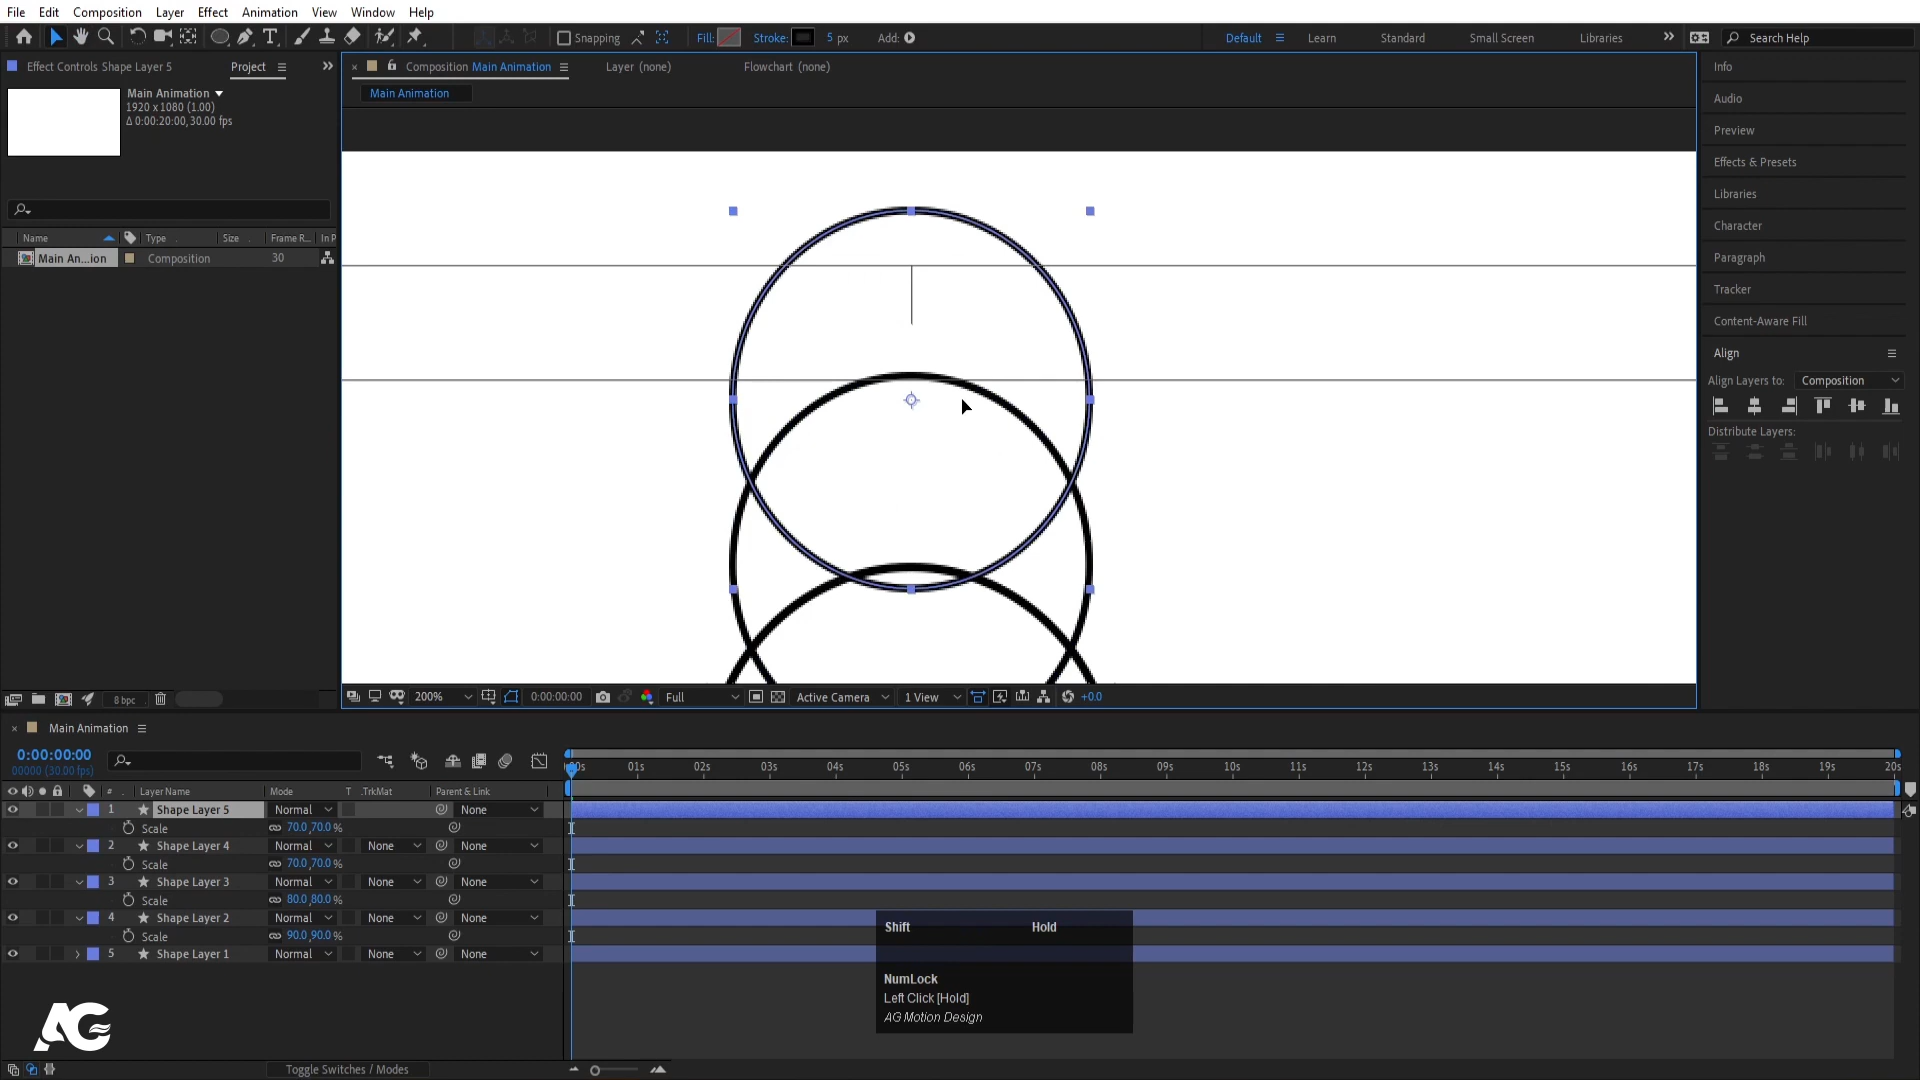 File Edit Composition Layer Effect Animation View Window Help
Snapping Fill: Stroke: 5 px Add: Default Learn Standard Small Screen Libraries Search Help
Effect Controls Shape Layer 5 Project Composition Main Animation Layer (none) Flowchart (none) Info
Main Animation
Main Animation
1920 x 1080 (1.00)
Δ 0:00:20:00, 30.00 fps
Audio
Preview
Effects & Presets
Libraries
Character
Paragraph
Tracker
Content-Aware Fill
Align
Align Layers to: Composition
Distribute Layers:
Name Type Size Frame R... In P
Main An...ion Composition 30
8 bpc 200% 0:00:00:00 Full Active Camera 1 View +0.0
Main Animation
0:00:00:00
00000 (30.00 fps)
00s 01s 02s 03s 04s 05s 06s 07s 08s 09s 10s 11s 12s 13s 14s 15s 16s 17s 18s 19s 20s
# Layer Name Mode T .TrkMat Parent & Link
1 Shape Layer 5 Normal None
Scale 70.0,70.0 %
2 Shape Layer 4 Normal None None
Scale 70.0,70.0 %
3 Shape Layer 3 Normal None None
Scale 80.0,80.0 %
4 Shape Layer 2 Normal None None
Scale 90.0,90.0 %
5 Shape Layer 1 Normal None None
Shift Hold
NumLock
Left Click [Hold]
AG Motion Design
AG
Toggle Switches / Modes